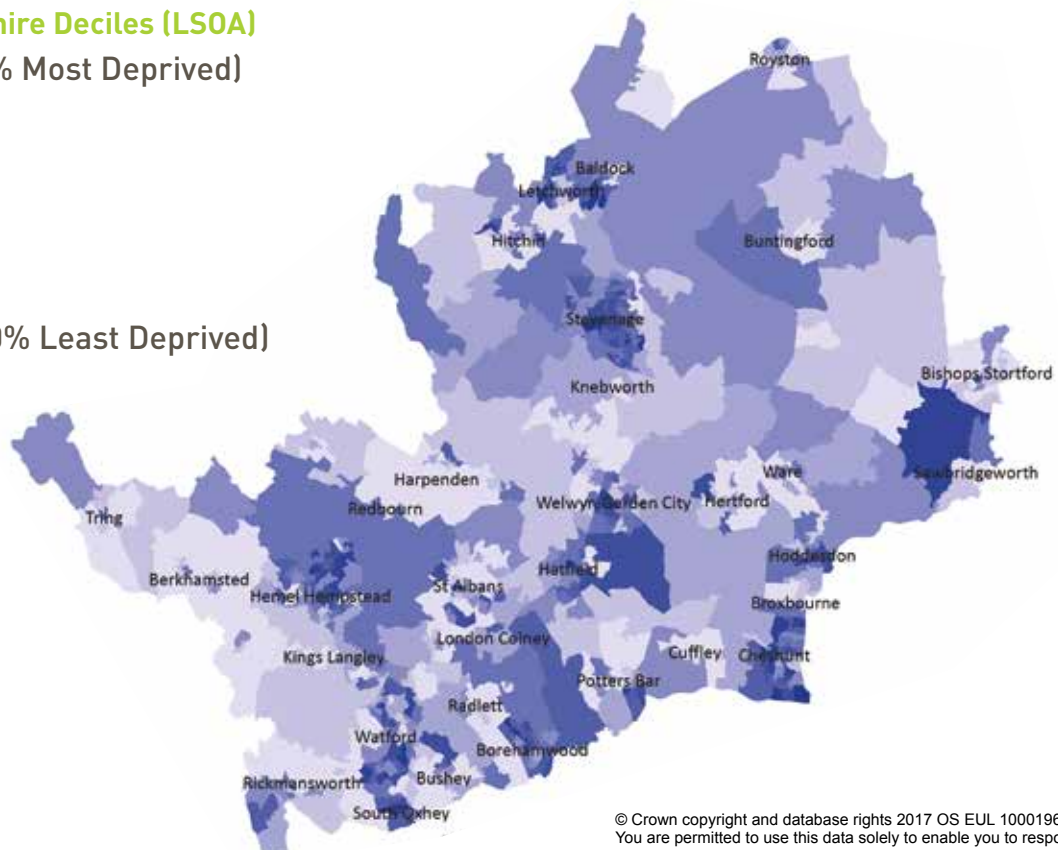 hire Deciles (LSOA)
% Most Deprived)
0% Least Deprived)
Royston
Baldock
Letchworth
Hitchin
Buntingford
Stevenage
Knebworth
Bishops Stortford
Sawbridgeworth
Harpenden
Ware
Redbourn
Welwyn Garden City
Hertford
Tring
Hoddesdon
Berkhamsted
Hatfield
St Albans
Hemel Hempstead
Broxbourne
London Colney
Cuffley
Cheshunt
Kings Langley
Potters Bar
Radlett
Watford
Borehamwood
Bushey
Rickmansworth
South Oxhey
© Crown copyright and database rights 2017 OS EUL 1000196
You are permitted to use this data solely to enable you to respo